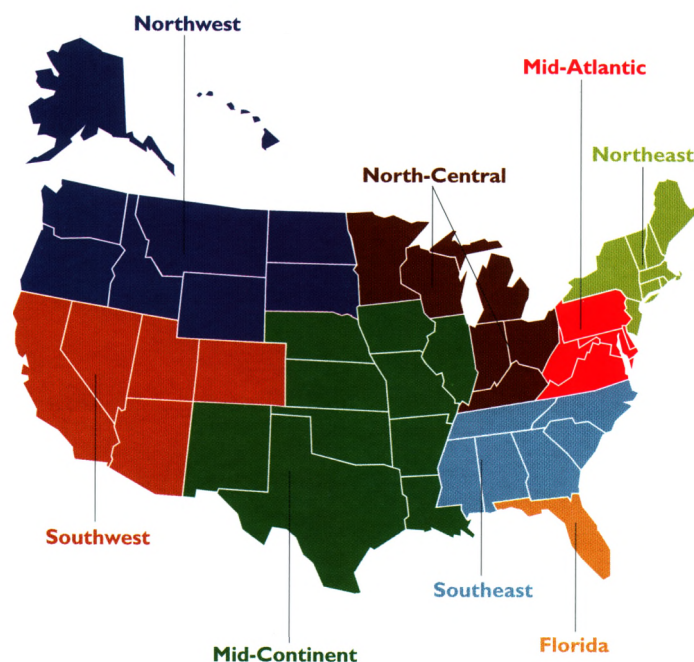 Northwest
Mid-Atlantic
Northeast
North-Central
Southwest
Southeast
Florida
Mid-Continent